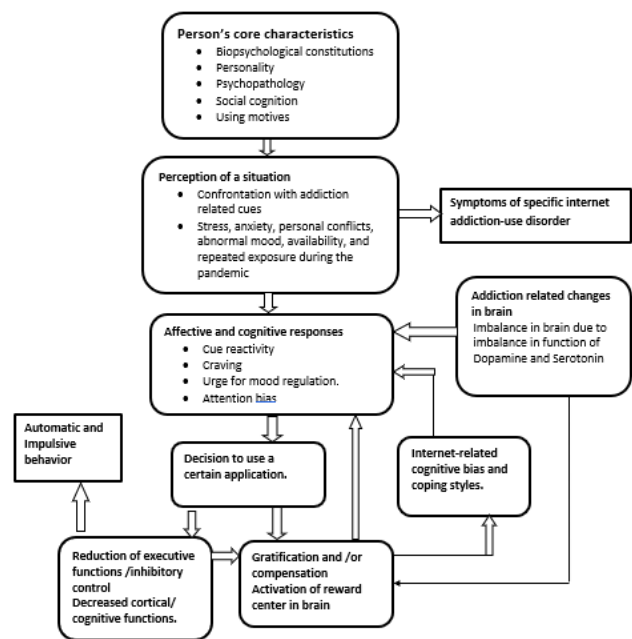 Person's core characteristics
Biopsychological constitutions
Personality
Psychopathology
Social cognition
Using motives
Perception of a situation
Confrontation with addiction
related cues
Stress, anxiety, personal conflicts,
abnormal mood, availability, and
repeated exposure during the
pandemic
Symptoms of specific internet
addiction-use disorder
Addiction related changes
in brain
Imbalance in brain due to
imbalance in function of
Dopamine and Serotonin
Affective and cognitive responses
Cue reactivity
Craving
Urge for mood regulation.
Attention bias
Automatic and
Impulsive
behavior
Decision to use a
certain application.
Internet-related
cognitive bias and
coping styles.
Reduction of executive
functions /inhibitory
control
Decreased cortical/
cognitive functions.
Gratification and /or
compensation
Activation of reward
center in brain